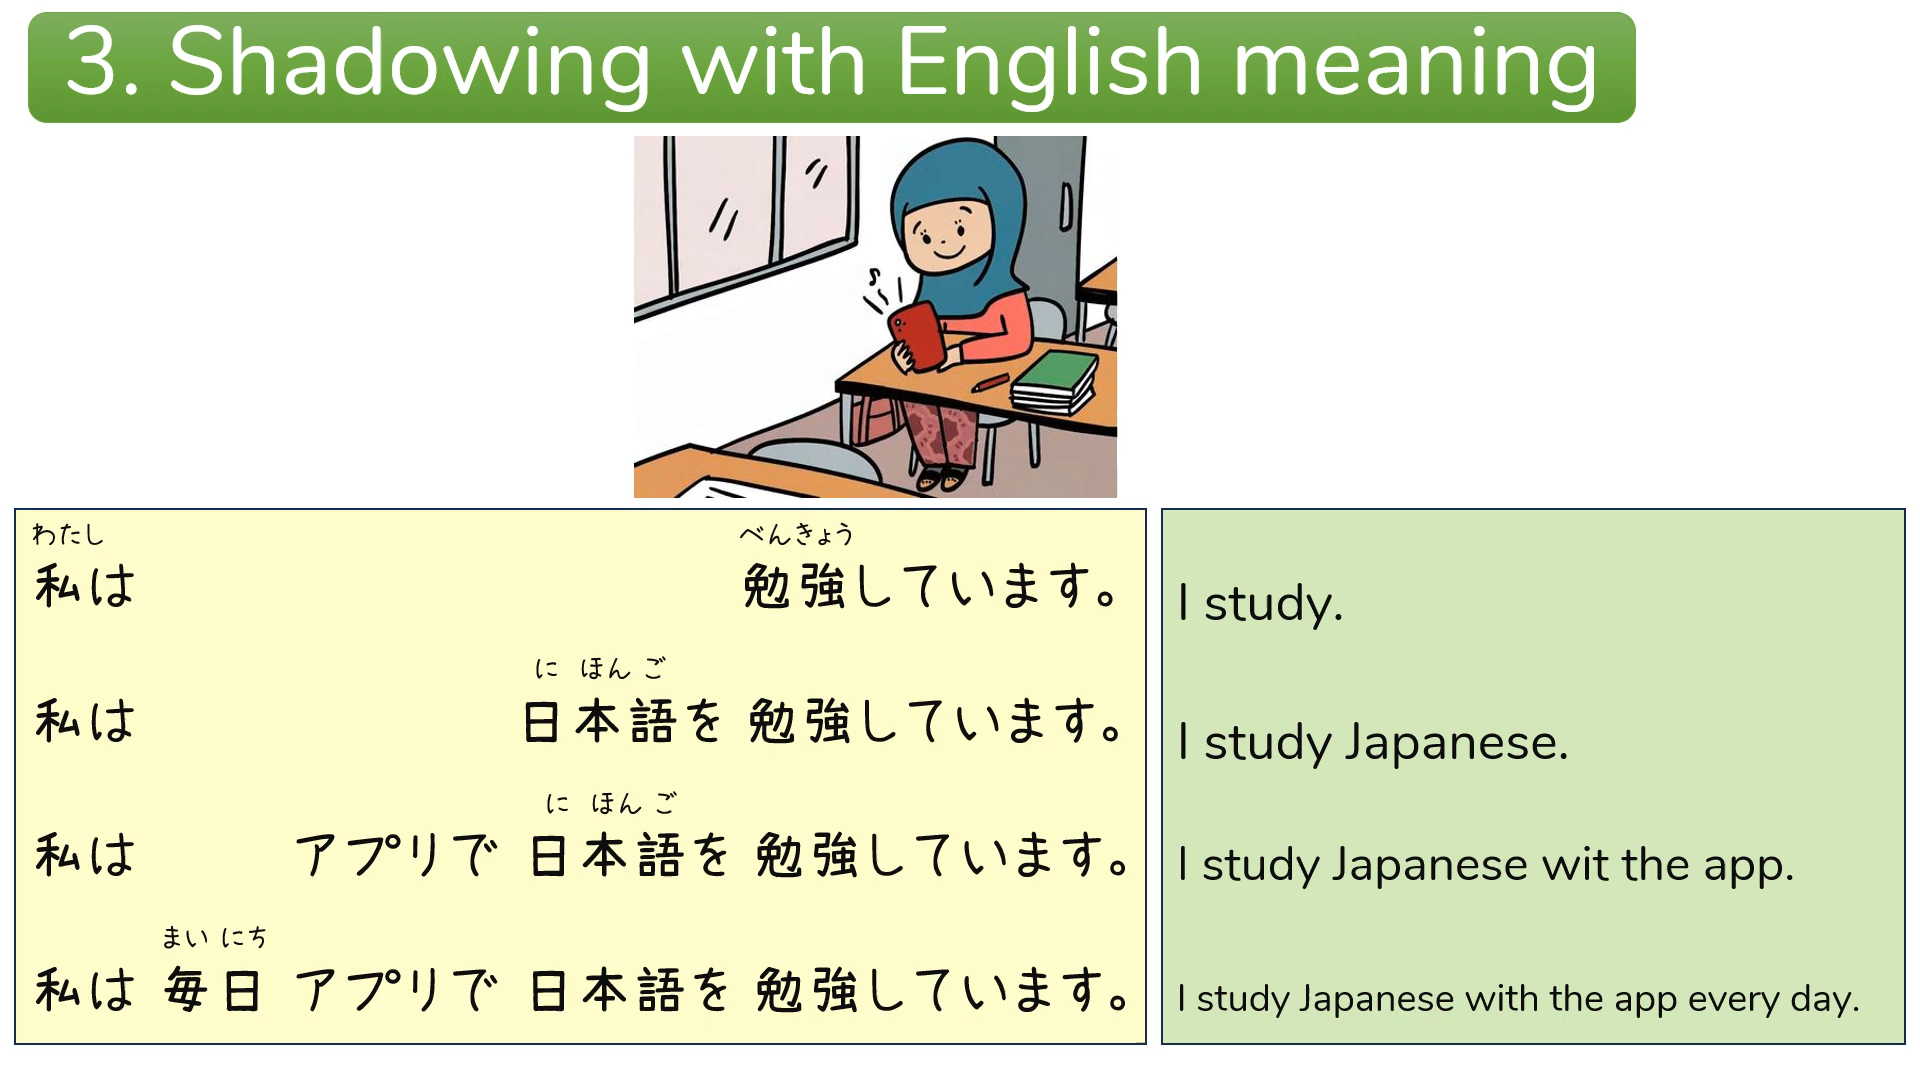 3. Shadowing with English meaning
わたし べんきょう
私は 勉強しています。
に ほん ご
私は 日本語を 勉強しています。
に ほん ご
私は アプリで 日本語を 勉強しています。
まい にち
私は 毎日 アプリで 日本語を 勉強しています。
I study.
I study Japanese.
I study Japanese wit the app.
I study Japanese with the app every day.